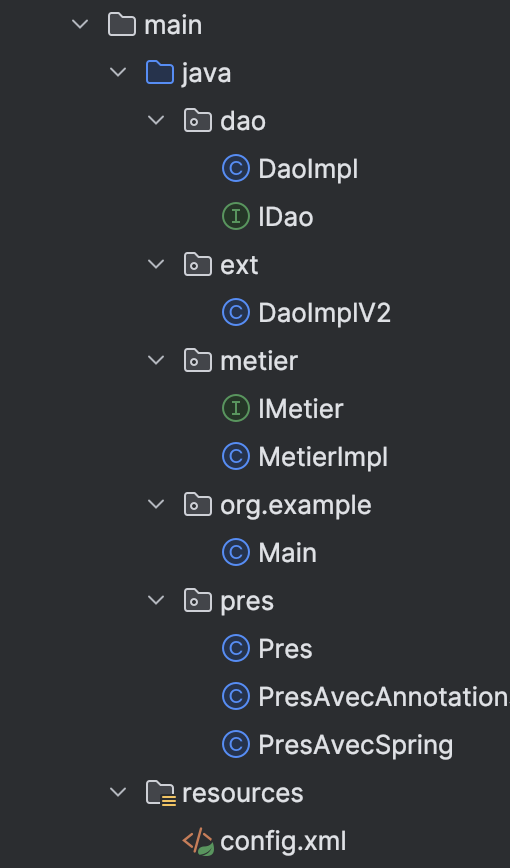 main
java
dao
DaoImpl
IDao
ext
DaoImplV2
metier
IMetier
MetierImpl
org.example
Main
pres
Pres
PresAvecAnnotation
PresAvecSpring
resources
config.xml